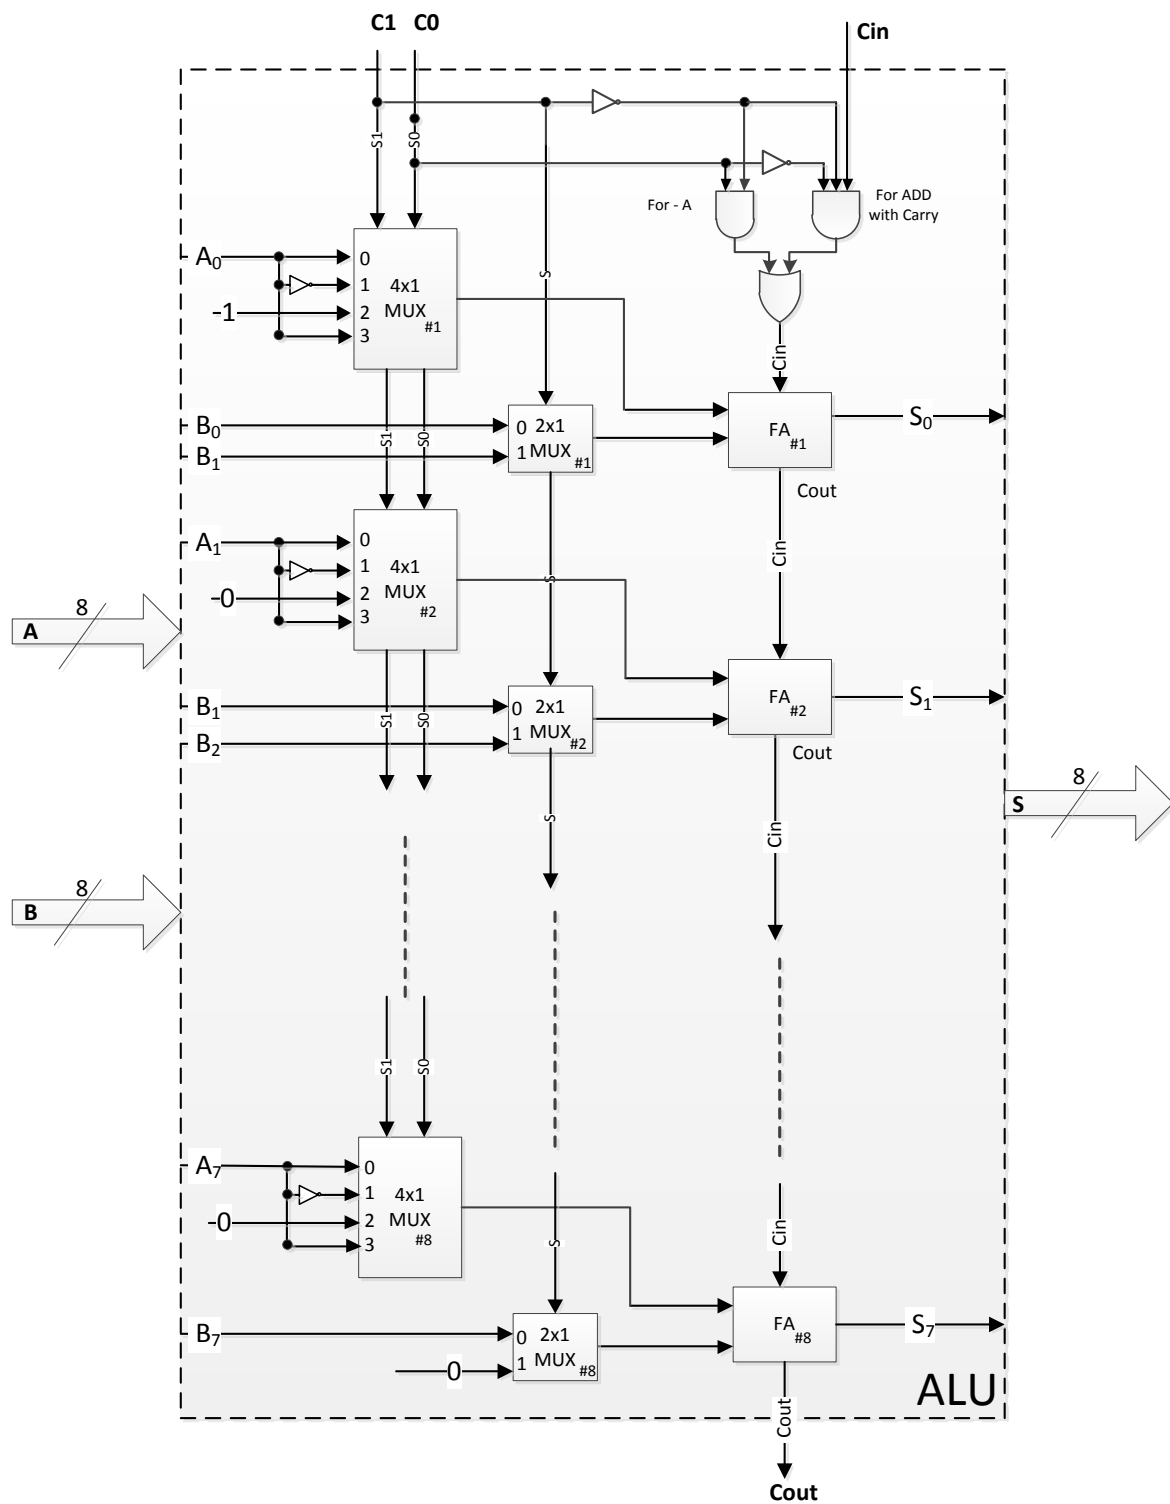 C1 C0
Cin
S1
S0
For - A
For ADD
with Carry
A0
0
1
-1
2
3
4x1
MUX
#1
S
Cin
B0
B1
S1
S0
0
1
2x1
MUX
#1
FA
#1
S0
Cout
A1
0
1
-0
2
3
4x1
MUX
#2
S
Cin
8
A
B1
B2
S1
S0
0
1
2x1
MUX
#2
FA
#2
S1
Cout
8
S
S
Cin
8
B
S1
S0
A7
0
1
-0
2
3
4x1
MUX
#8
S
Cin
B7
0
0
1
2x1
MUX
#8
FA
#8
S7
ALU
Cout
Cout